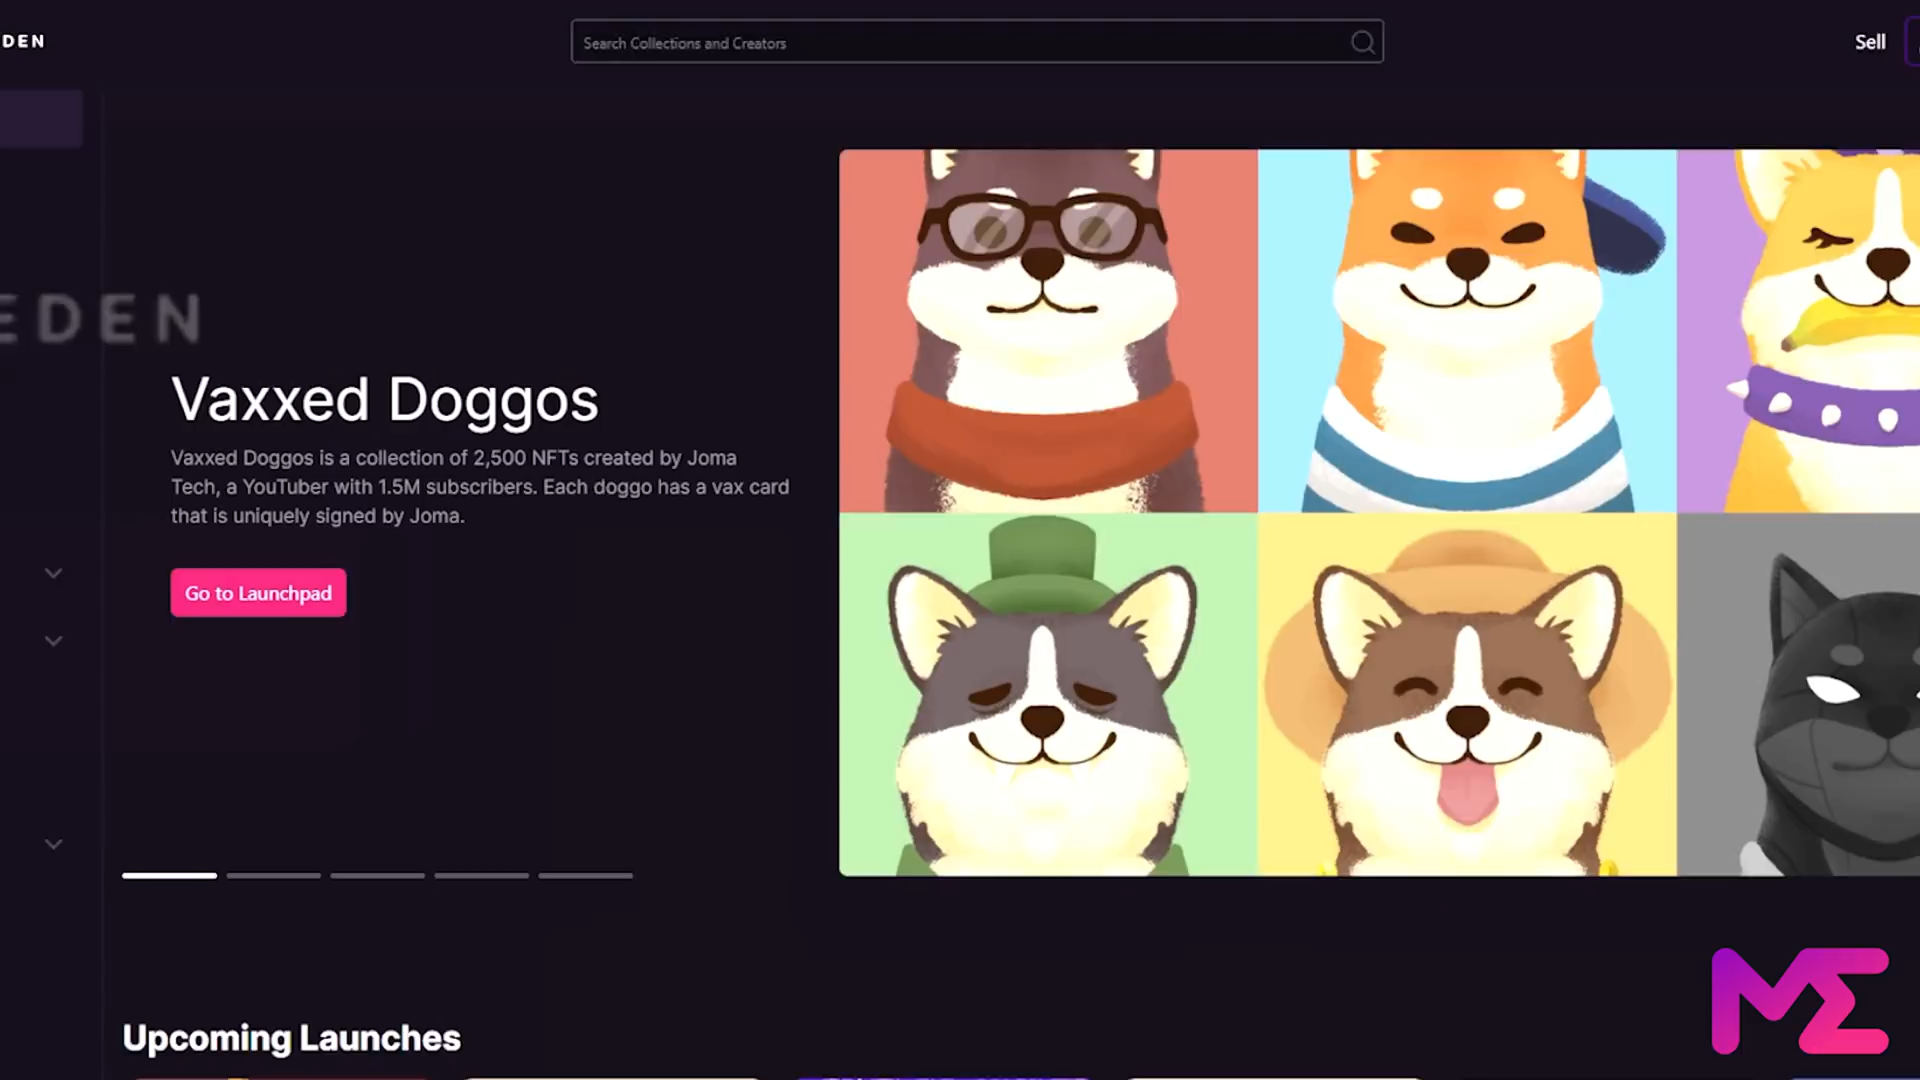 DEN
Search Collections and Creators
Sell
EDEN
Vaxxed Doggos
Vaxxed Doggos is a collection of 2,500 NFTs created by Joma
Tech, a YouTuber with 1.5M subscribers. Each doggo has a vax card
that is uniquely signed by Joma.
Go to Launchpad
Upcoming Launches
ME